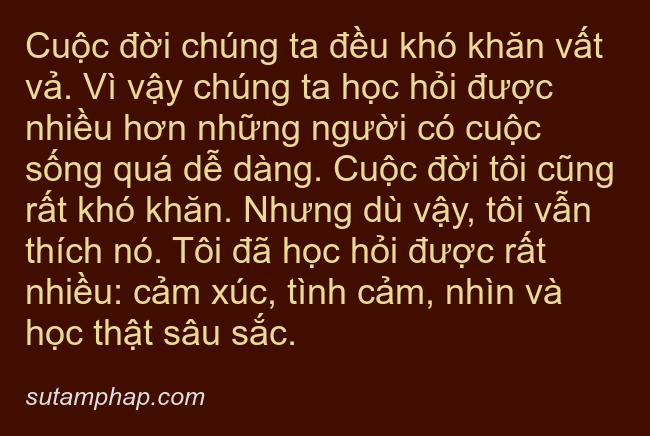 Cuộc đời chúng ta đều khó khăn vất
vả. Vì vậy chúng ta học hỏi được
nhiều hơn những người có cuộc
sống quá dễ dàng. Cuộc đời tôi cũng
rất khó khăn. Nhưng dù vậy, tôi vẫn
thích nó. Tôi đã học hỏi được rất
nhiều: cảm xúc, tình cảm, nhìn và
học thật sâu sắc.
sutamphap.com